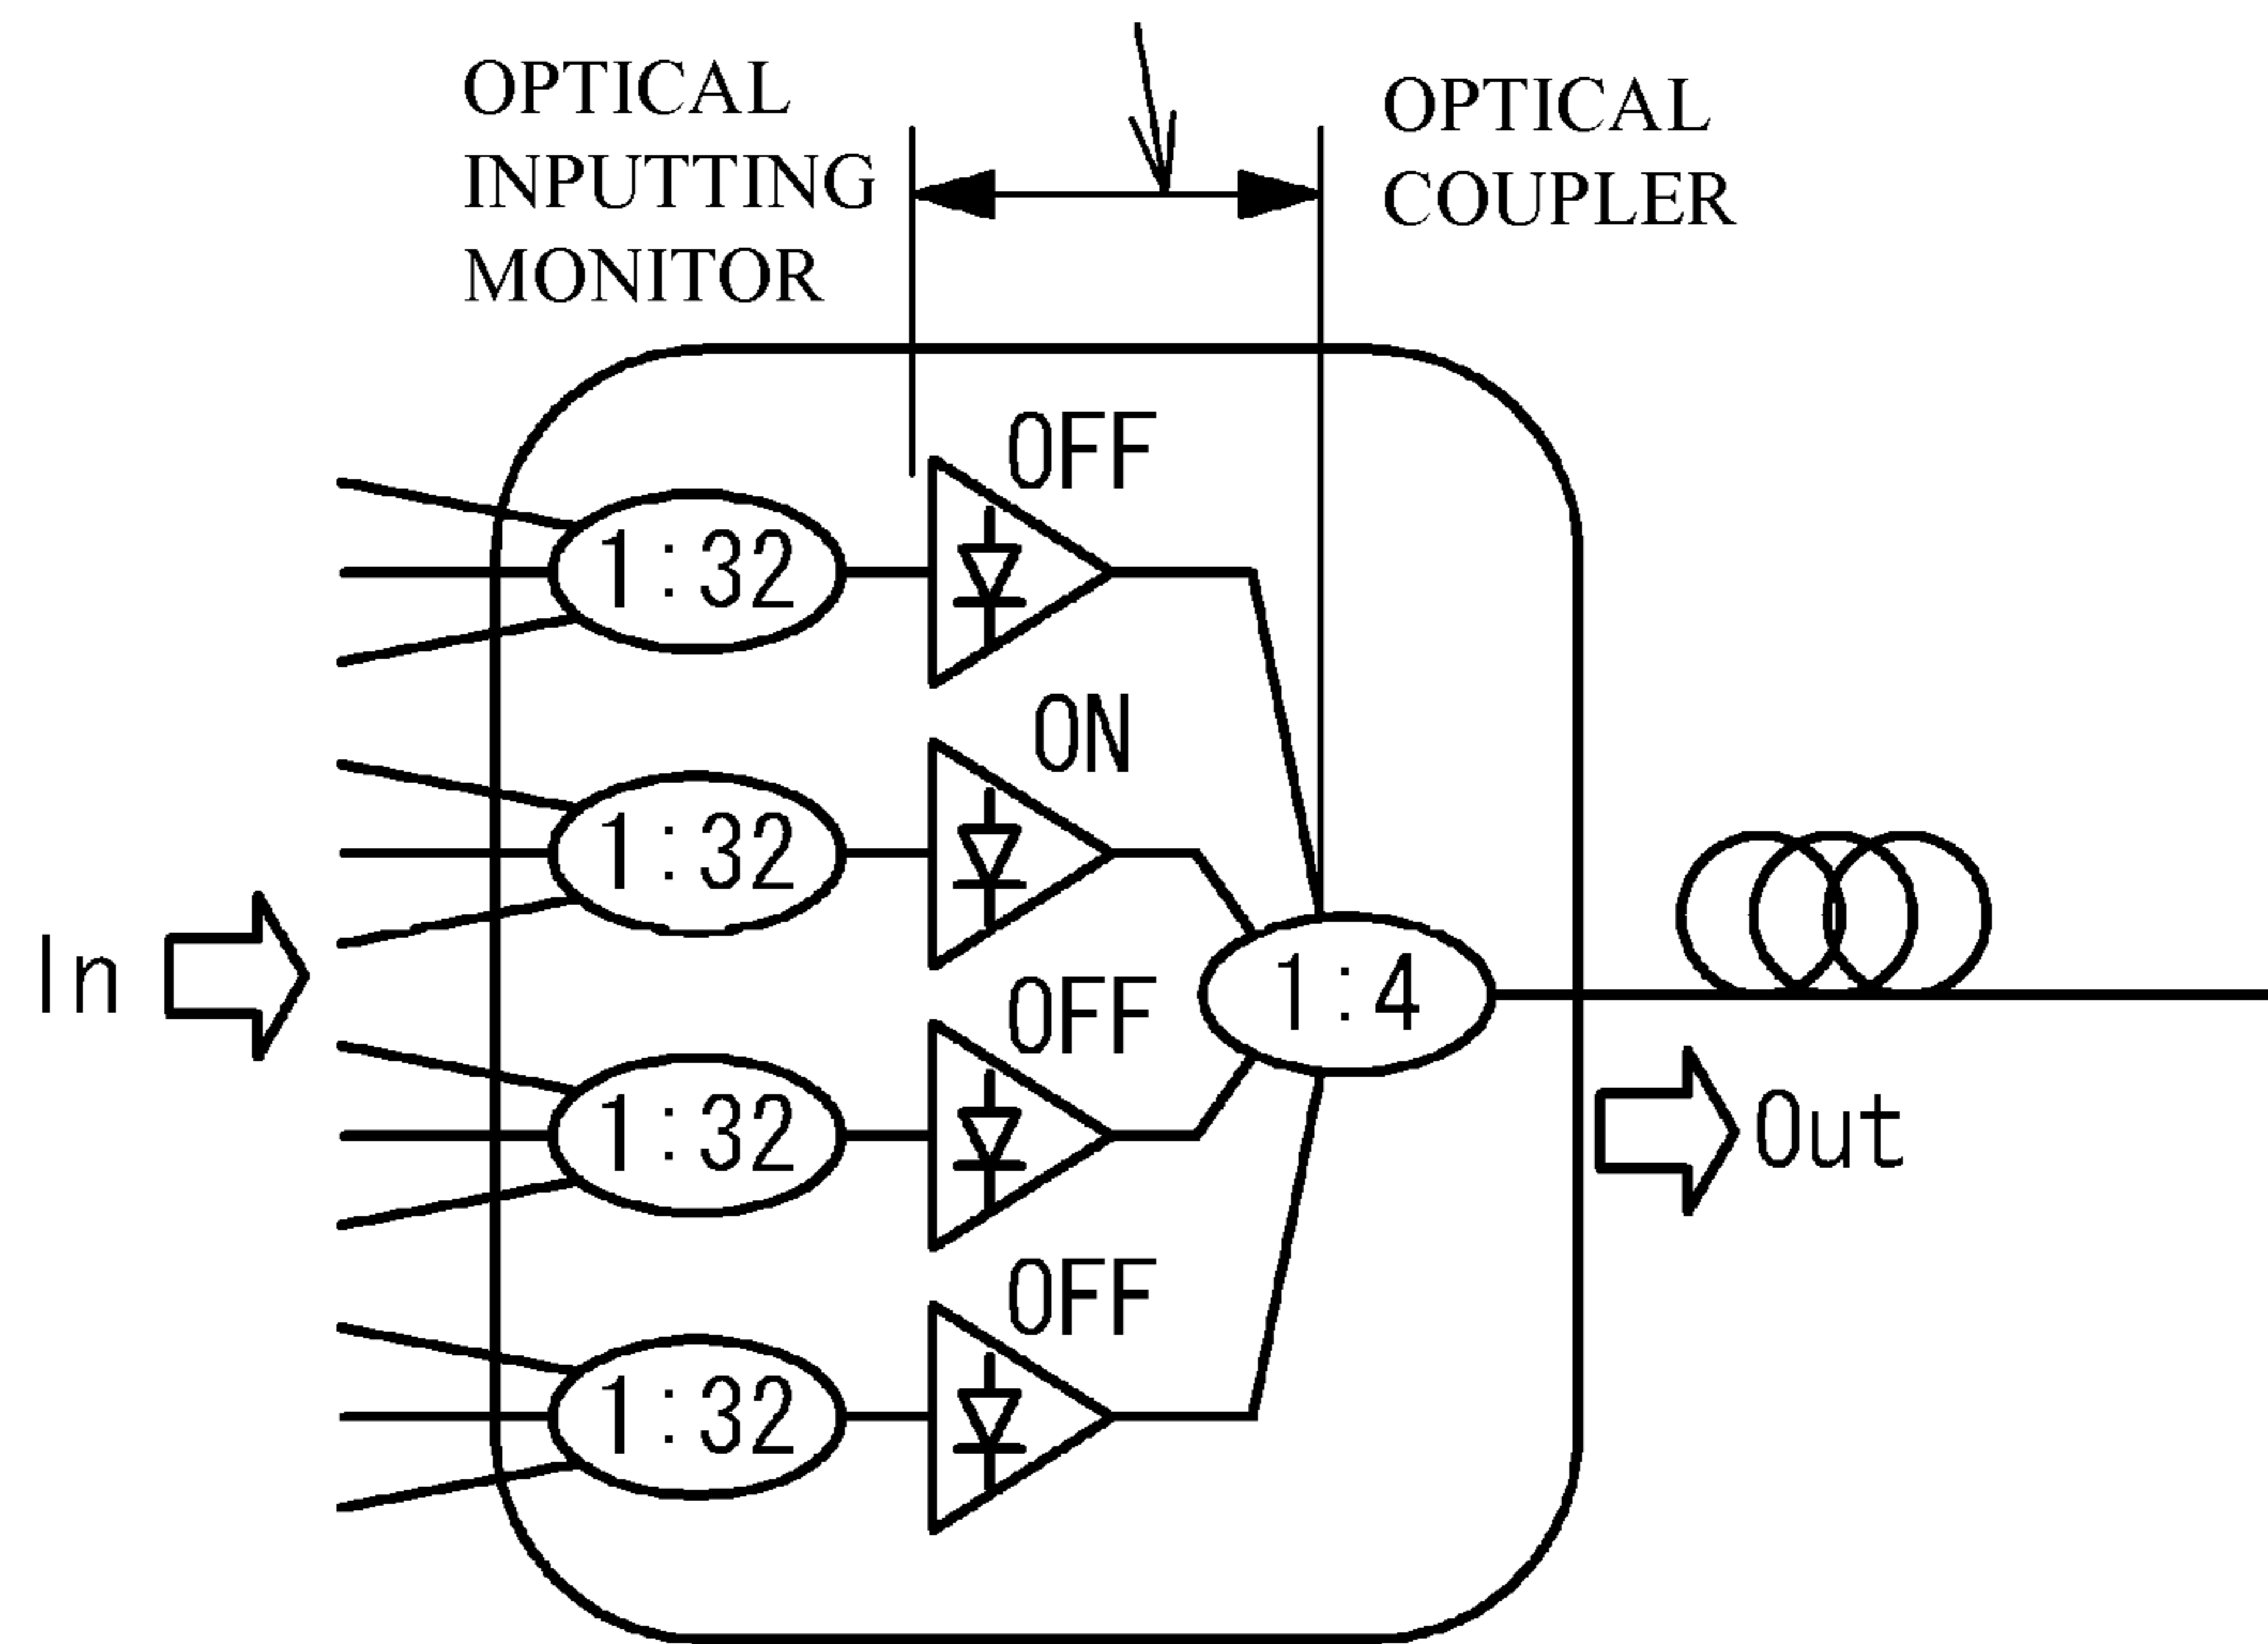 OPTICAL
INPUTTING
MONITOR
OPTICAL
COUPLER
OFF
1:32
ON
1:32
In
OFF
1:4
1:32
Out
OFF
1:32